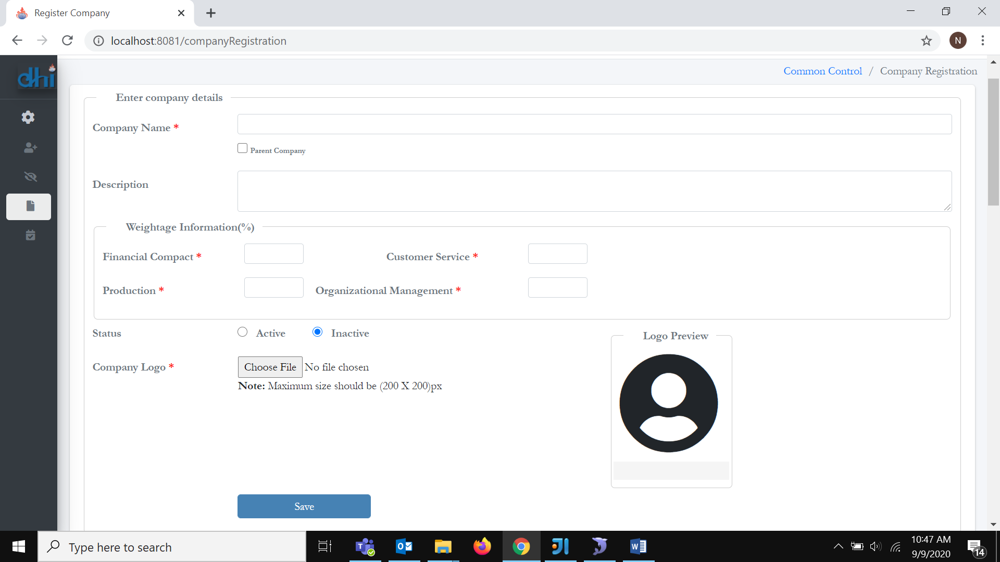 Register Company
localhost:8081/companyRegistration
N
dhi
Common Control / Company Registration
Enter company details
Company Name *
Parent Company
Description
Weightage Information(%)
Financial Compact *
Customer Service *
Production *
Organizational Management *
Status
Active
Inactive
Logo Preview
Company Logo *
Choose File No file chosen
Note: Maximum size should be (200 X 200)px
Save
Type here to search
10:47 AM
9/9/2020
14